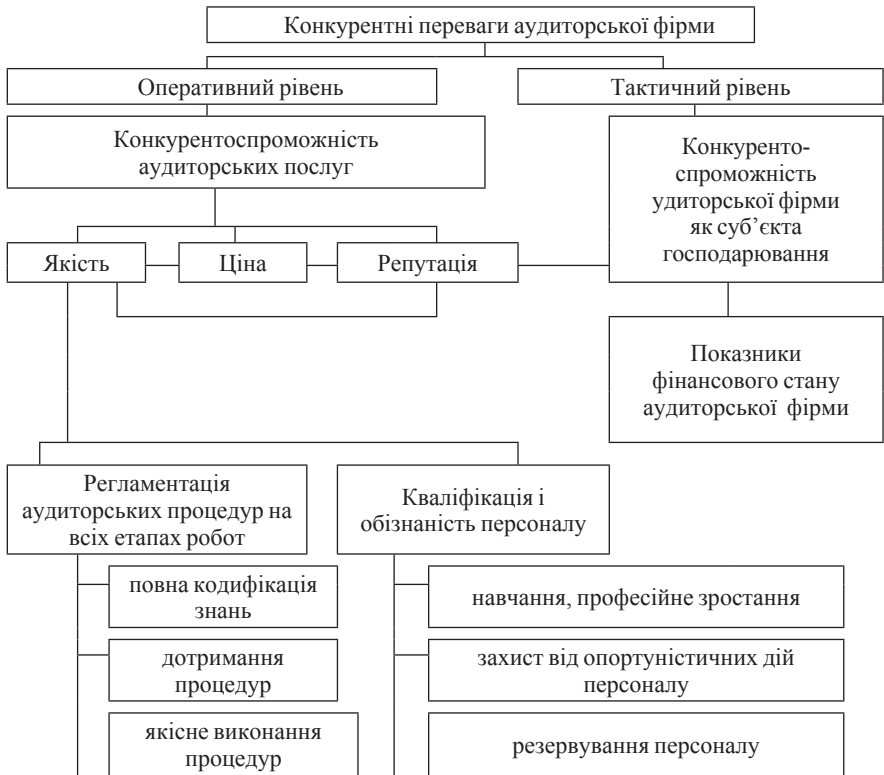 Конкурентні переваги аудиторської фірми
Оперативний рівень
Тактичний рівень
Конкурентоспроможність
аудиторських послуг
Конкуренто-
спроможність
удиторської фірми
як суб’єкта
господарювання
Якість
Ціна
Репутація
Показники
фінансового стану
аудиторської фірми
Регламентація
аудиторських процедур на
всіх етапах робот
Кваліфікація і
обізнаність персоналу
повна кодифікація
знань
навчання, професійне зростання
дотримання
процедур
захист від опортуністичних дій
персоналу
якісне виконання
процедур
резервування персоналу